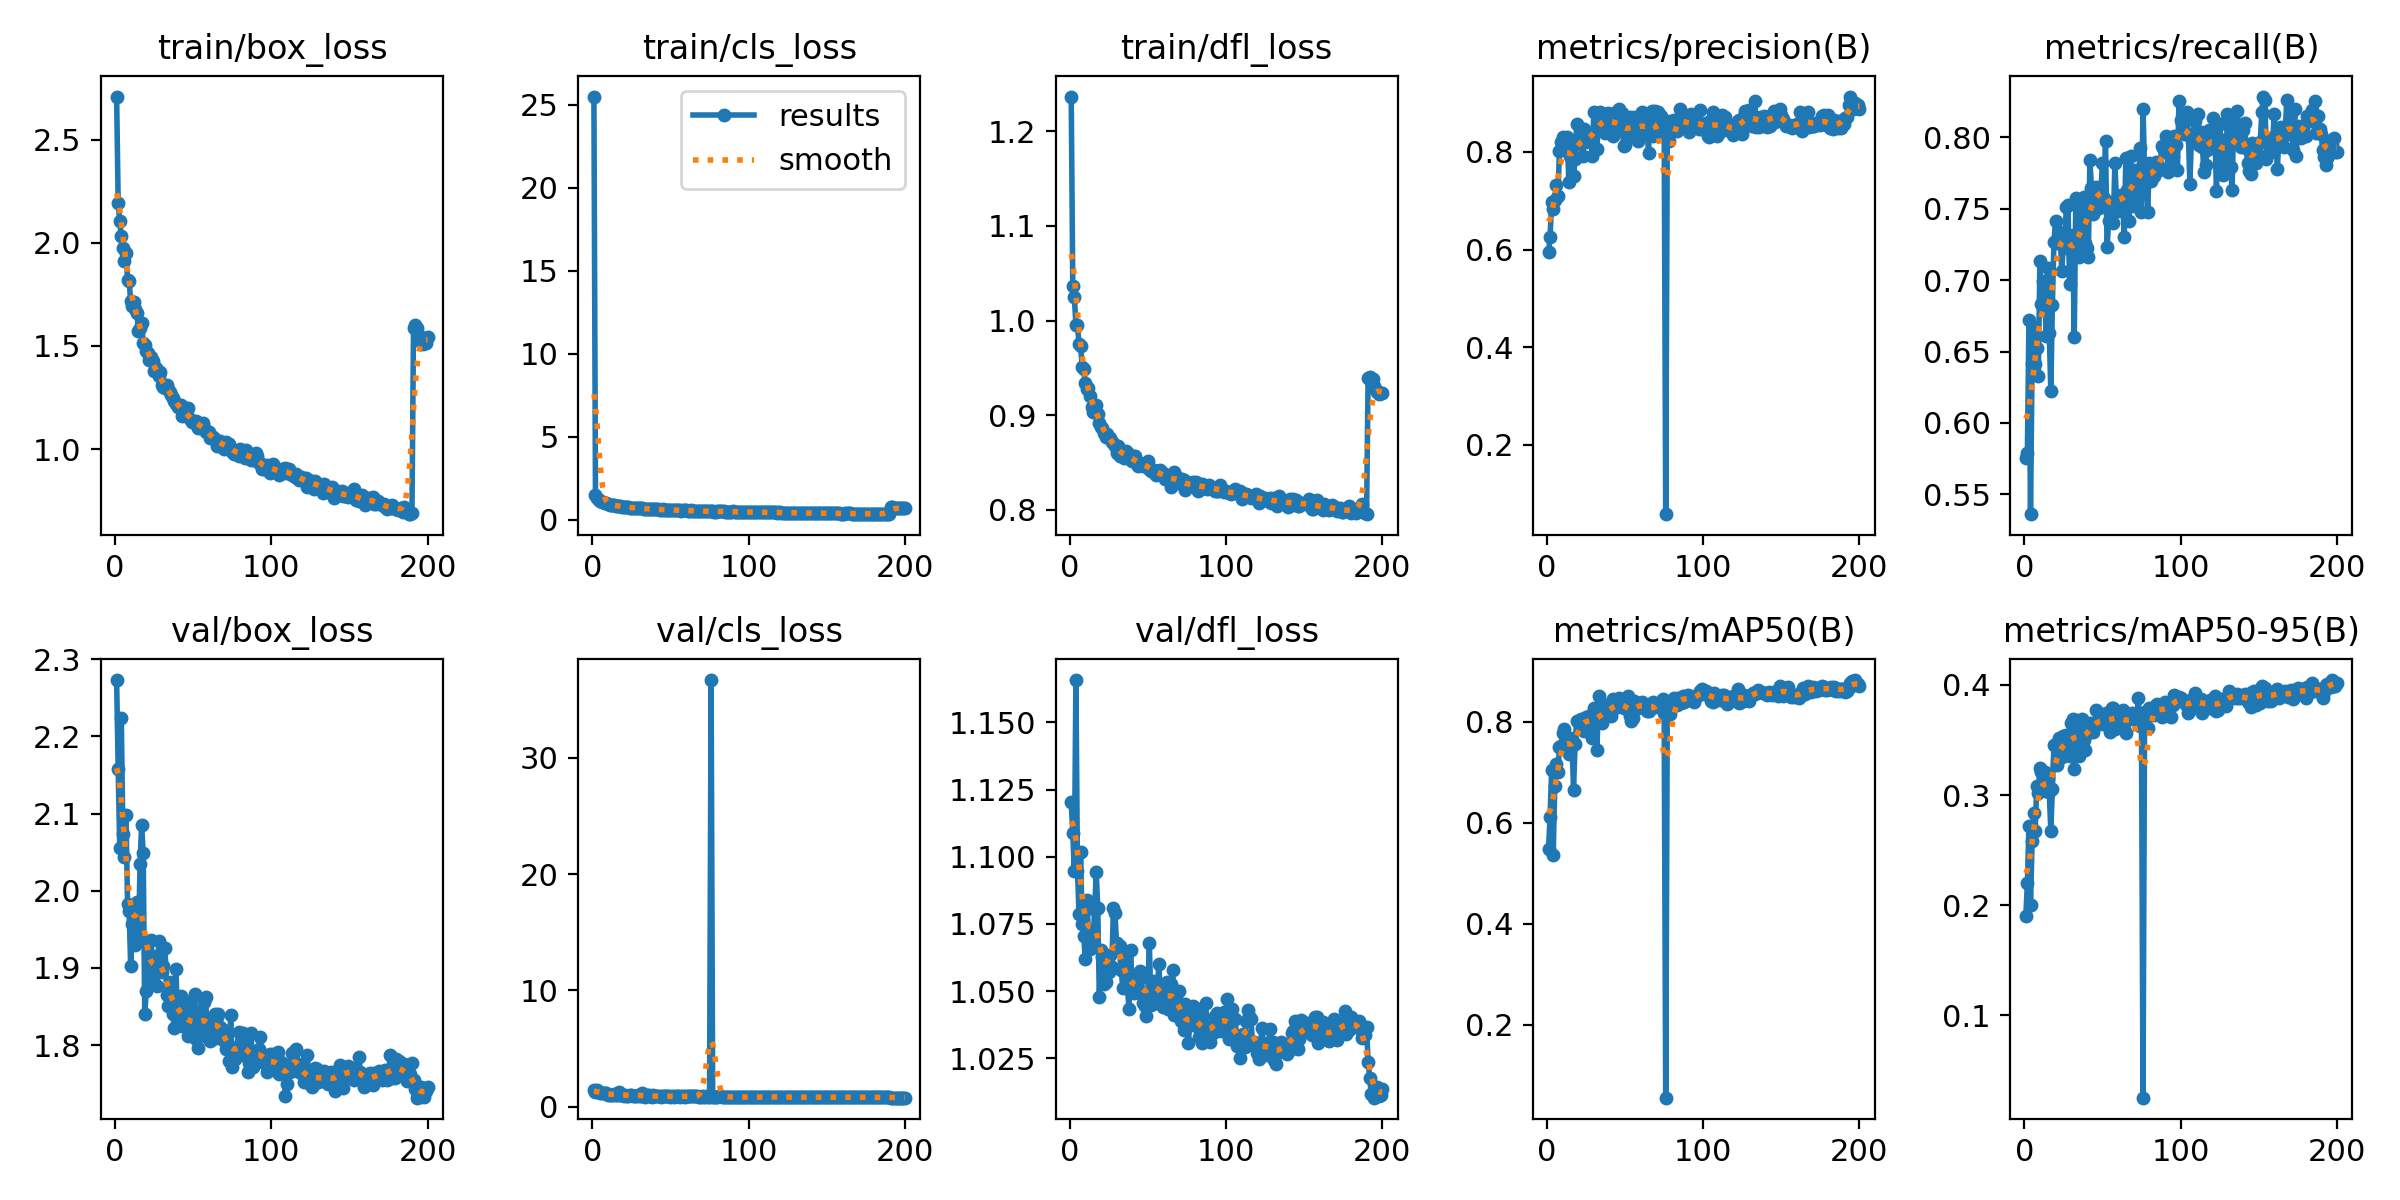 train/box_loss
2.5
2.0
1.5
1.0
0 100 200
train/cls_loss
results
smooth
25
20
15
10
5
0
0 100 200
train/dfl_loss
1.2
1.1
1.0
0.9
0.8
0 100 200
metrics/precision(B)
0.8
0.6
0.4
0.2
0 100 200
metrics/recall(B)
0.80
0.75
0.70
0.65
0.60
0.55
0 100 200
val/box_loss
2.3
2.2
2.1
2.0
1.9
1.8
0 100 200
val/cls_loss
30
20
10
0
0 100 200
val/dfl_loss
1.150
1.125
1.100
1.075
1.050
1.025
0 100 200
metrics/mAP50(B)
0.8
0.6
0.4
0.2
0 100 200
metrics/mAP50-95(B)
0.4
0.3
0.2
0.1
0 100 200